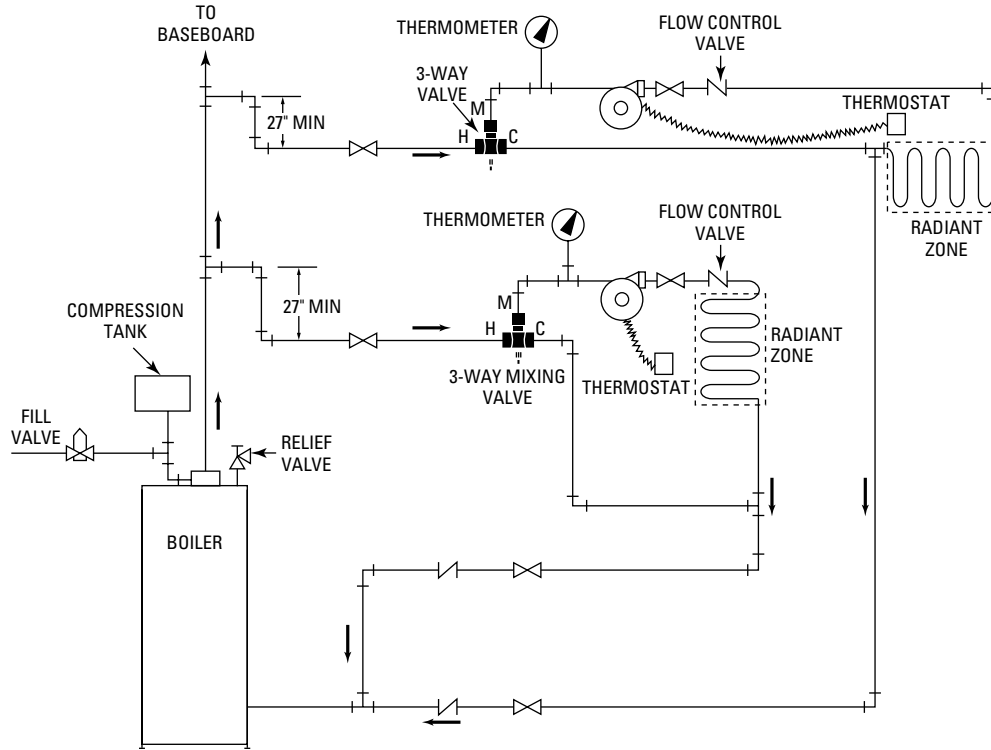 TO
BASEBOARD
THERMOMETER
FLOW CONTROL
VALVE
3-WAY
VALVE
THERMOSTAT
27" MIN
M
H
C
RADIANT
ZONE
THERMOMETER
FLOW CONTROL
VALVE
27" MIN
M
H
C
COMPRESSION
TANK
RADIANT
ZONE
3-WAY MIXING
VALVE
THERMOSTAT
FILL
VALVE
RELIEF
VALVE
BOILER